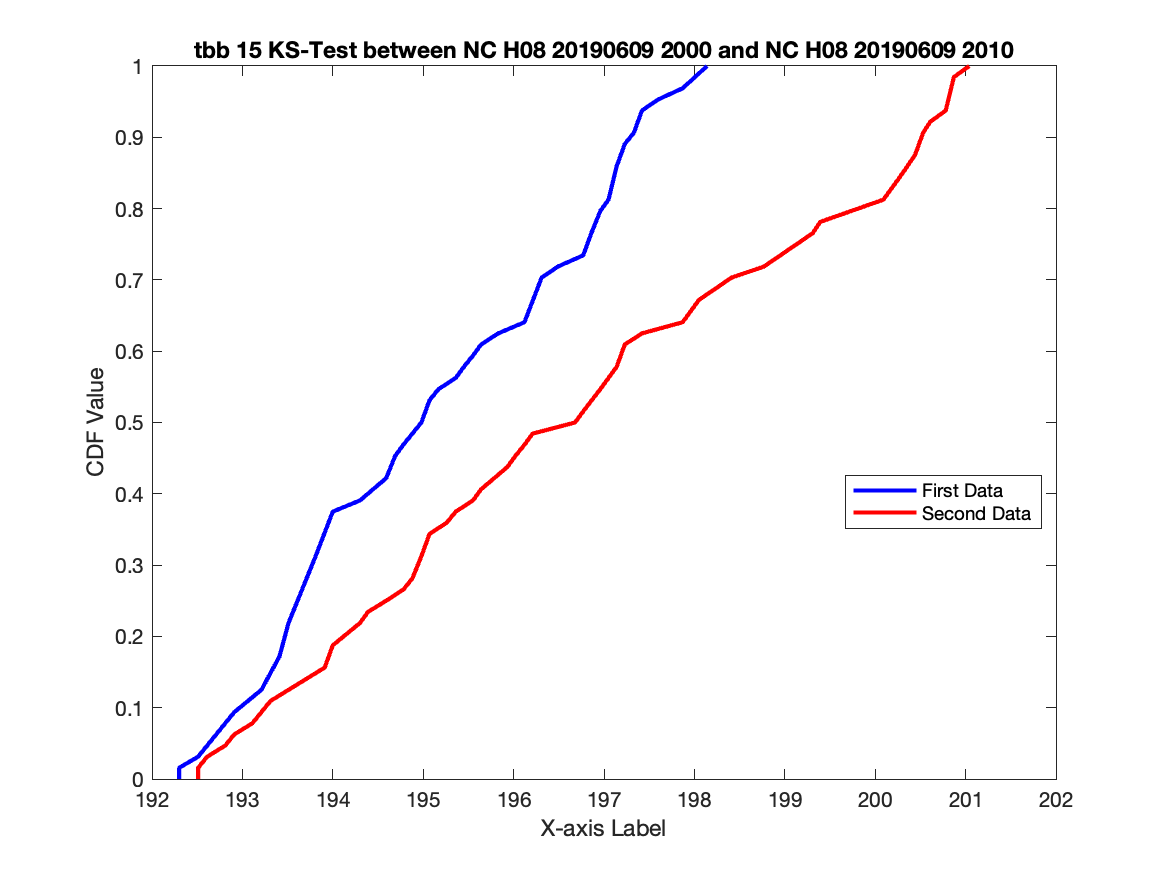 tbb 15 KS-Test between NC H08 20190609 2000 and NC H08 20190609 2010
1
0.9
0.8
0.7
0.6
0.5
0.4
0.3
0.2
0.1
0
CDF Value
First Data
Second Data
192 193 194 195 196 197 198 199 200 201 202
X-axis Label